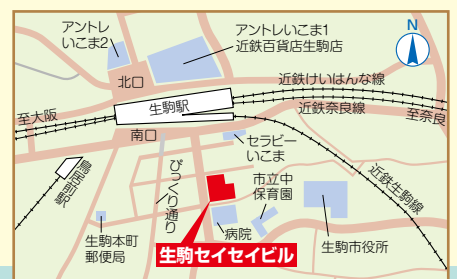 アントレ
いこま2
アントレいこま1
近鉄百貨店生駒店
N
北口
生駒駅
近鉄けいはんな線
近鉄奈良線
至大阪
至奈良
南口
セラビー
いこま
鳥居前駅
ぴっくり通り
市立中
保育園
近鉄生駒線
生駒本町
郵便局
病院
生駒市役所
生駒セイセイビル